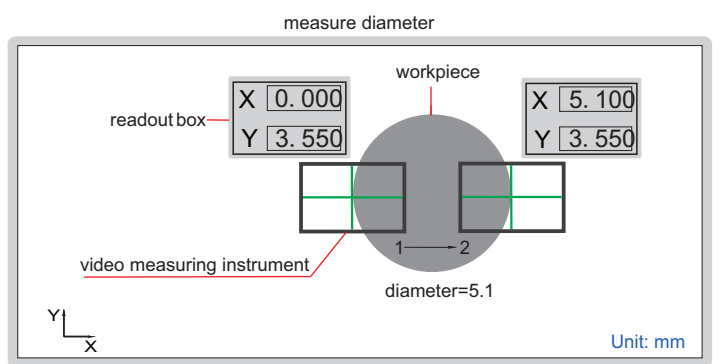 measure diameter
workpiece
X 0.000
Y 3.550
X 5.100
Y 3.550
readout box
1 2
video measuring instrument
diameter=5.1
Y
X
Unit: mm